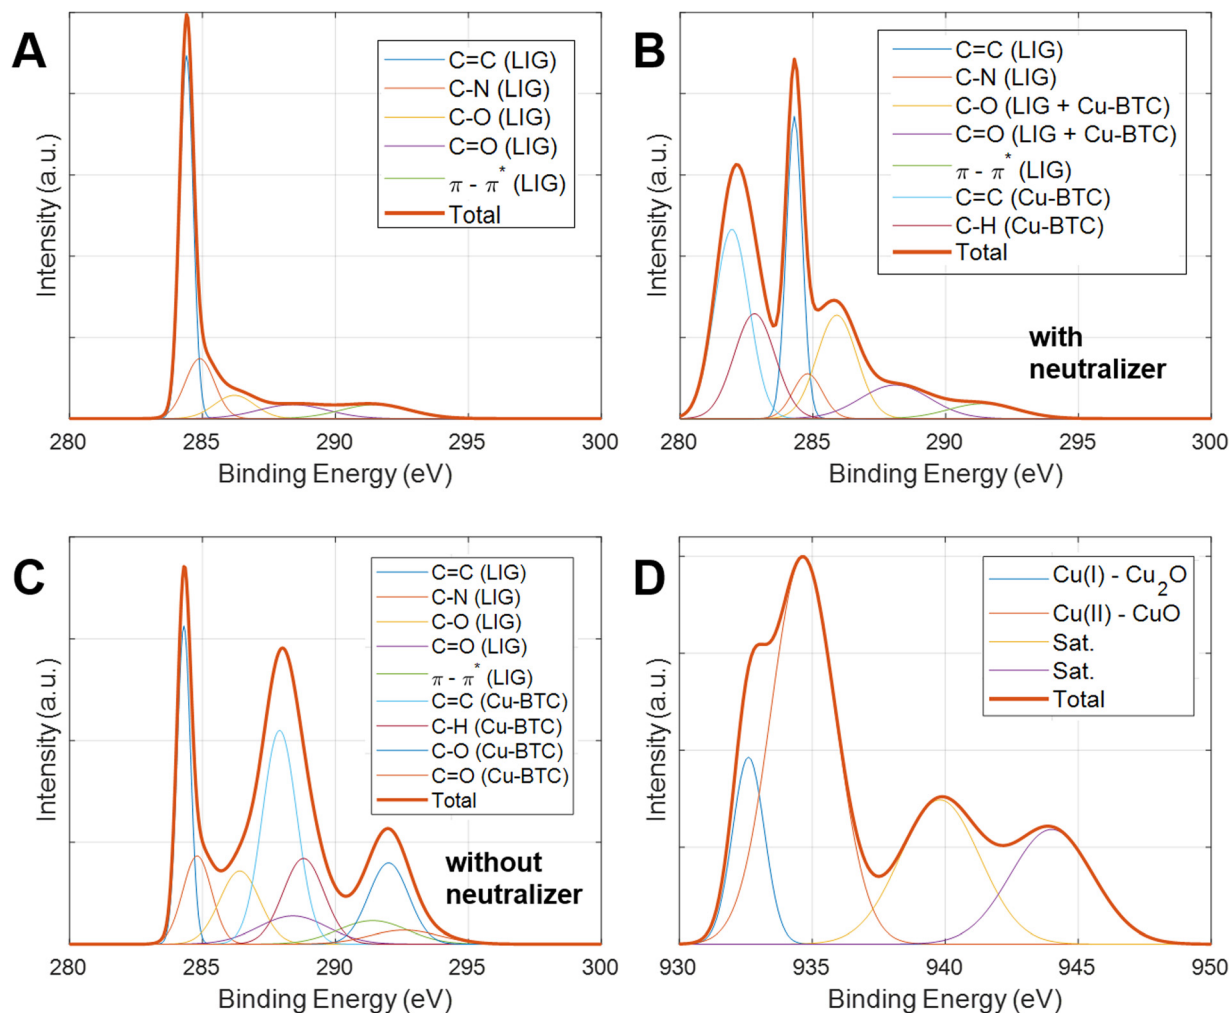 A
Intensity (a.u.)
C=C (LIG)
C-N (LIG)
C-O (LIG)
C=O (LIG)
π - π* (LIG)
Total
280 285 290 295 300
Binding Energy (eV)
B
Intensity (a.u.)
C=C (LIG)
C-N (LIG)
C-O (LIG + Cu-BTC)
C=O (LIG + Cu-BTC)
π - π* (LIG)
C=C (Cu-BTC)
C-H (Cu-BTC)
Total
with
neutralizer
280 285 290 295 300
Binding Energy (eV)
C
Intensity (a.u.)
C=C (LIG)
C-N (LIG)
C-O (LIG)
C=O (LIG)
π - π* (LIG)
C=C (Cu-BTC)
C-H (Cu-BTC)
C-O (Cu-BTC)
C=O (Cu-BTC)
Total
without
neutralizer
280 285 290 295 300
Binding Energy (eV)
D
Intensity (a.u.)
Cu(I) - Cu₂O
Cu(II) - CuO
Sat.
Sat.
Total
930 935 940 945 950
Binding Energy (eV)